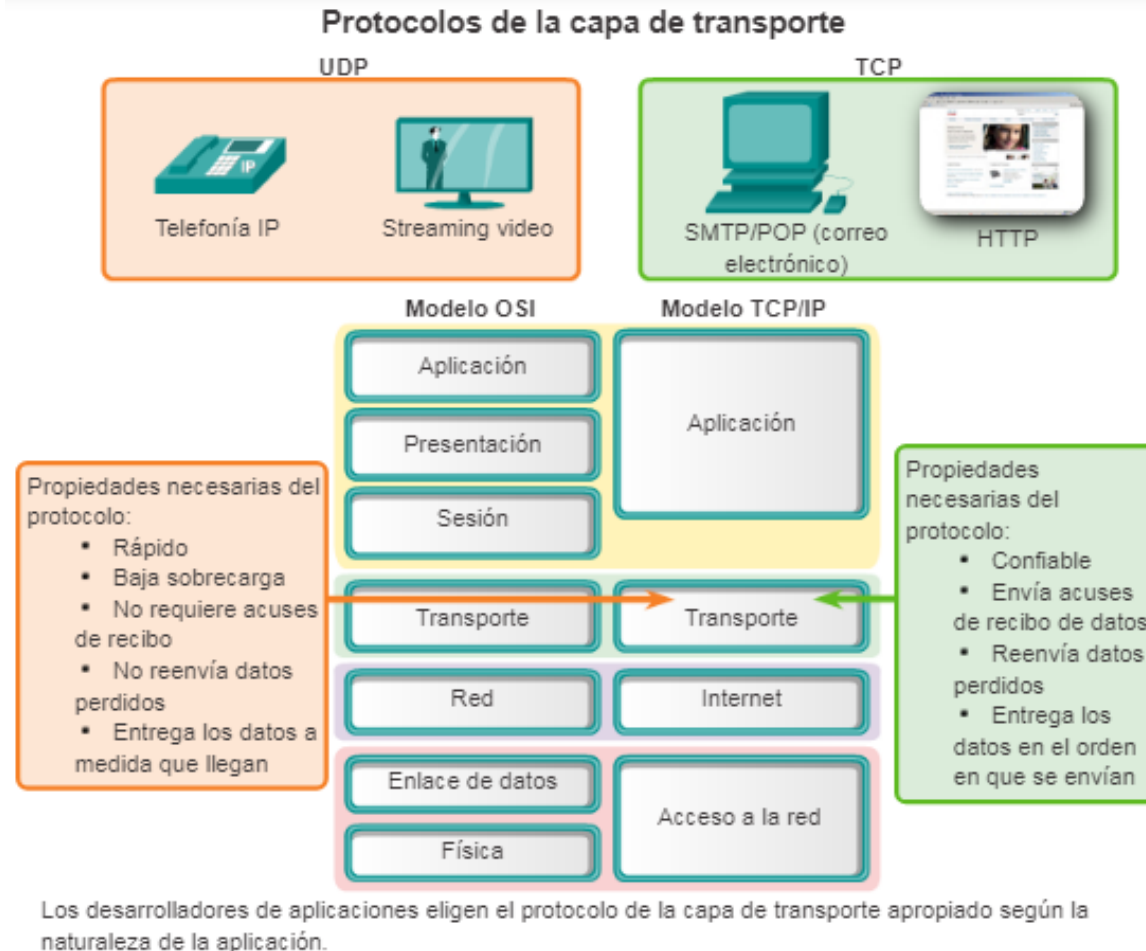 Protocolos de la capa de transporte
UDP
TCP
IP
Telefonía IP
Streaming video
SMTP/POP (correo
electrónico)
HTTP
Modelo OSI
Modelo TCP/IP
Aplicación
Presentación
Sesión
Aplicación
Transporte
Transporte
Red
Internet
Enlace de datos
Física
Acceso a la red
Propiedades necesarias del
protocolo:
▪ Rápido
▪ Baja sobrecarga
▪ No requiere acuses
de recibo
▪ No reenvía datos
perdidos
▪ Entrega los datos a
medida que llegan
Propiedades
necesarias del
protocolo:
▪ Confiable
▪ Envía acuses
de recibo de datos
▪ Reenvía datos
perdidos
▪ Entrega los
datos en el orden
en que se envían
Los desarrolladores de aplicaciones eligen el protocolo de la capa de transporte apropiado según la
naturaleza de la aplicación.